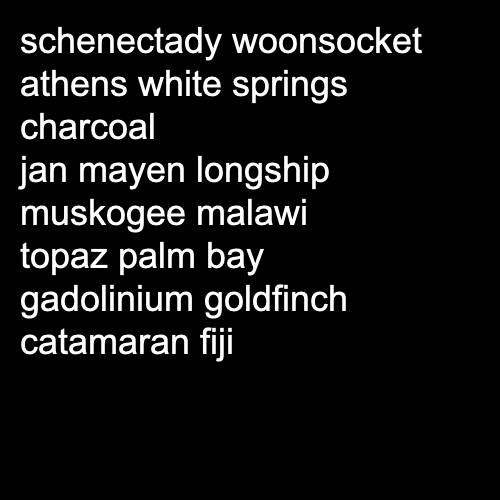 schenectady woonsocket
athens white springs
charcoal
jan mayen longship
muskogee malawi
topaz palm bay
gadolinium goldfinch
catamaran fiji